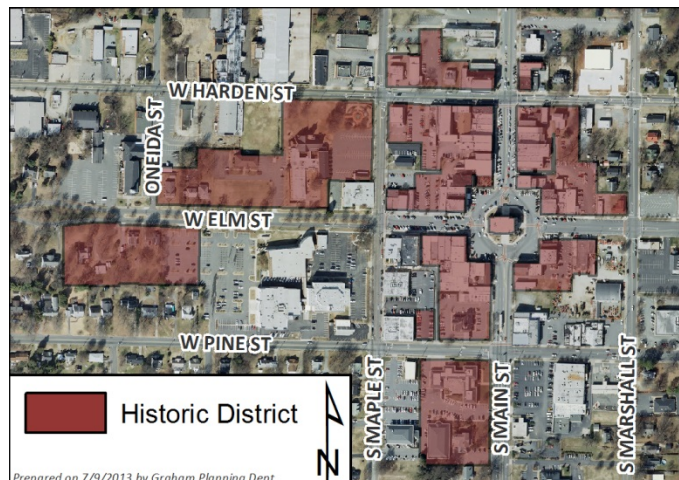 W HARDEN ST
ONEIDA ST
W ELM ST
W PINE ST
S MAPLE ST
S MAIN ST
S MARSHALL ST
Historic District
N
Prepared on 7/9/2013 by Graham Planning Dept